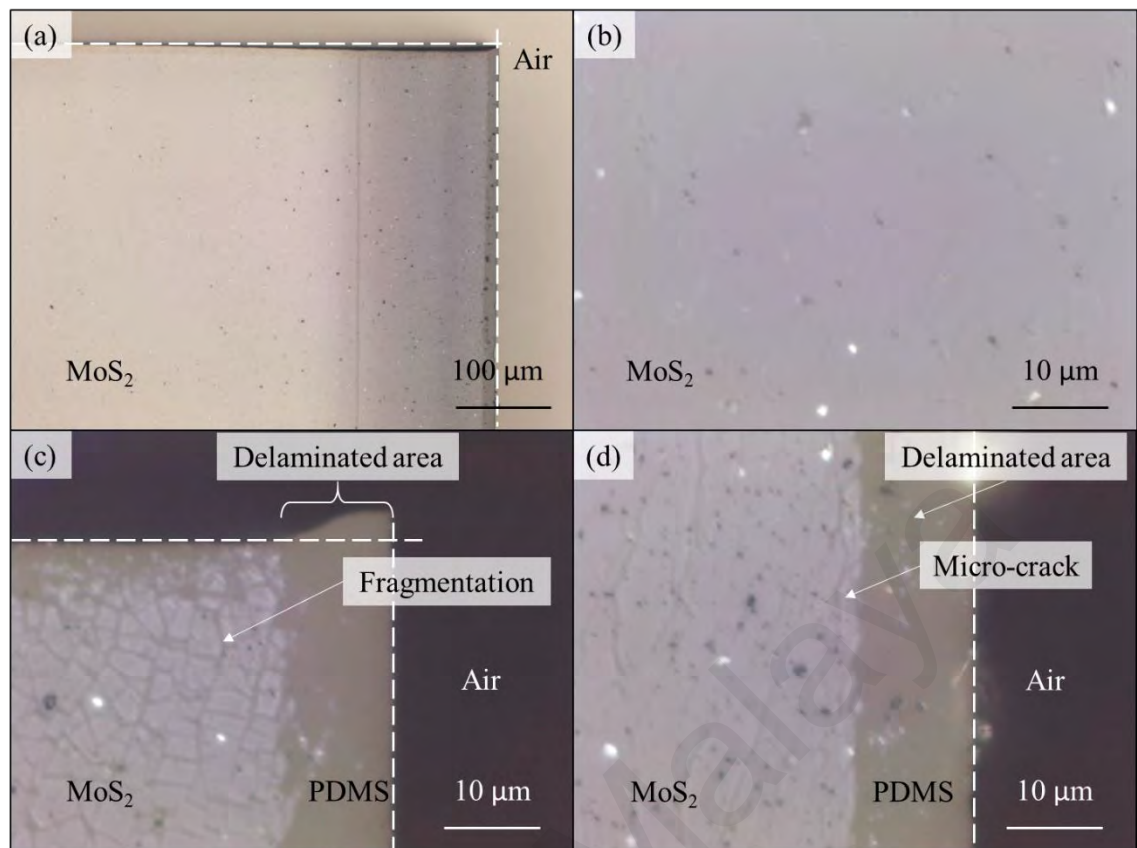 (a)
Air
MoS₂
100 µm
(b)
MoS₂
10 µm
(c)
Delaminated area
Fragmentation
Air
MoS₂
PDMS
10 µm
(d)
Delaminated area
Micro-crack
Air
MoS₂
PDMS
10 µm
Malaya